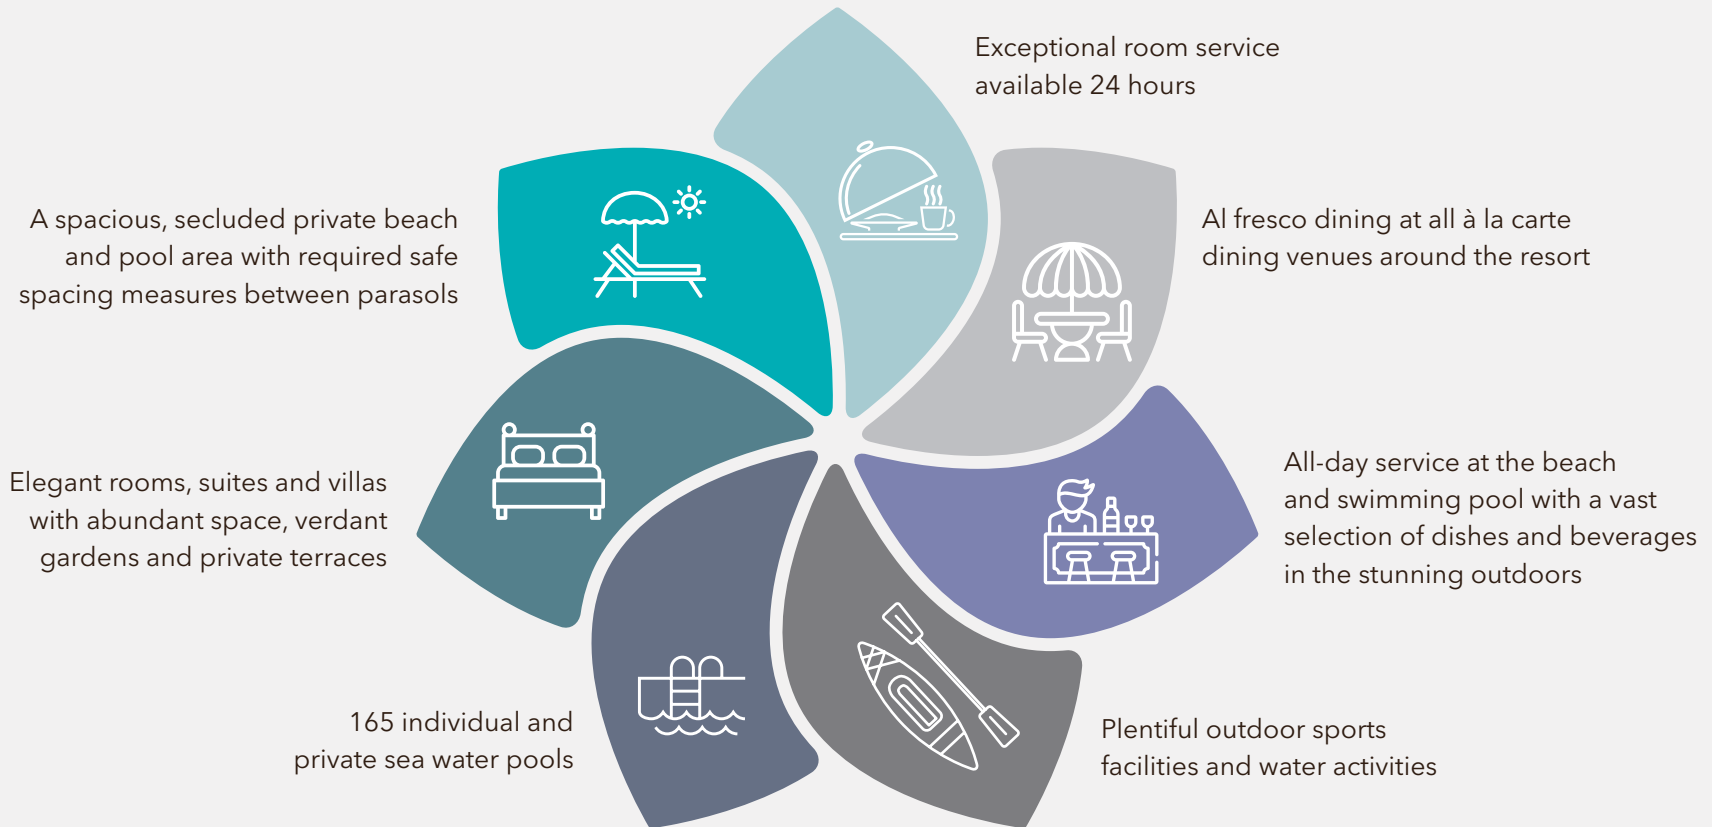 Exceptional room service
available 24 hours
Al fresco dining at all à la carte
dining venues around the resort
All-day service at the beach
and swimming pool with a vast
selection of dishes and beverages
in the stunning outdoors
Plentiful outdoor sports
facilities and water activities
165 individual and
private sea water pools
Elegant rooms, suites and villas
with abundant space, verdant
gardens and private terraces
A spacious, secluded private beach
and pool area with required safe
spacing measures between parasols